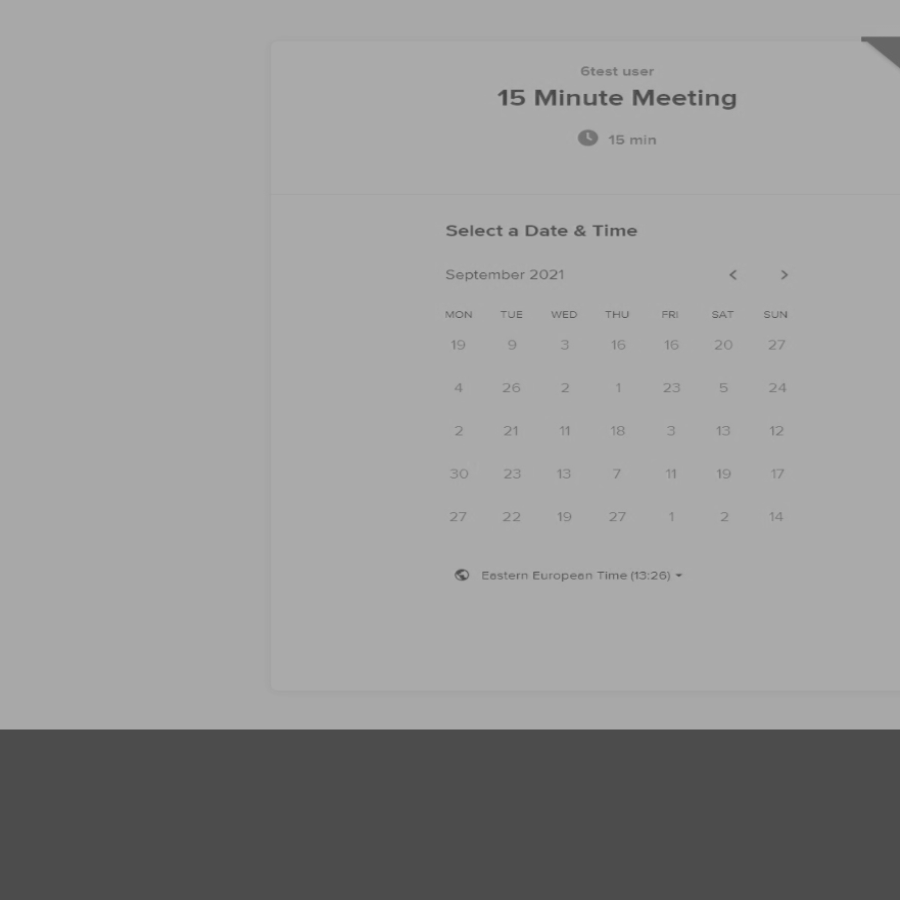 6test user
15 Minute Meeting
15 min
Select a Date & Time
September 2021
MON TUE WED THU FRI SAT SUN
19 9 3 16 16 20 27
4 26 2 1 23 5 24
2 21 11 18 3 13 12
30 23 13 7 11 19 17
27 22 19 27 1 2 14
Eastern European Time (13:26)